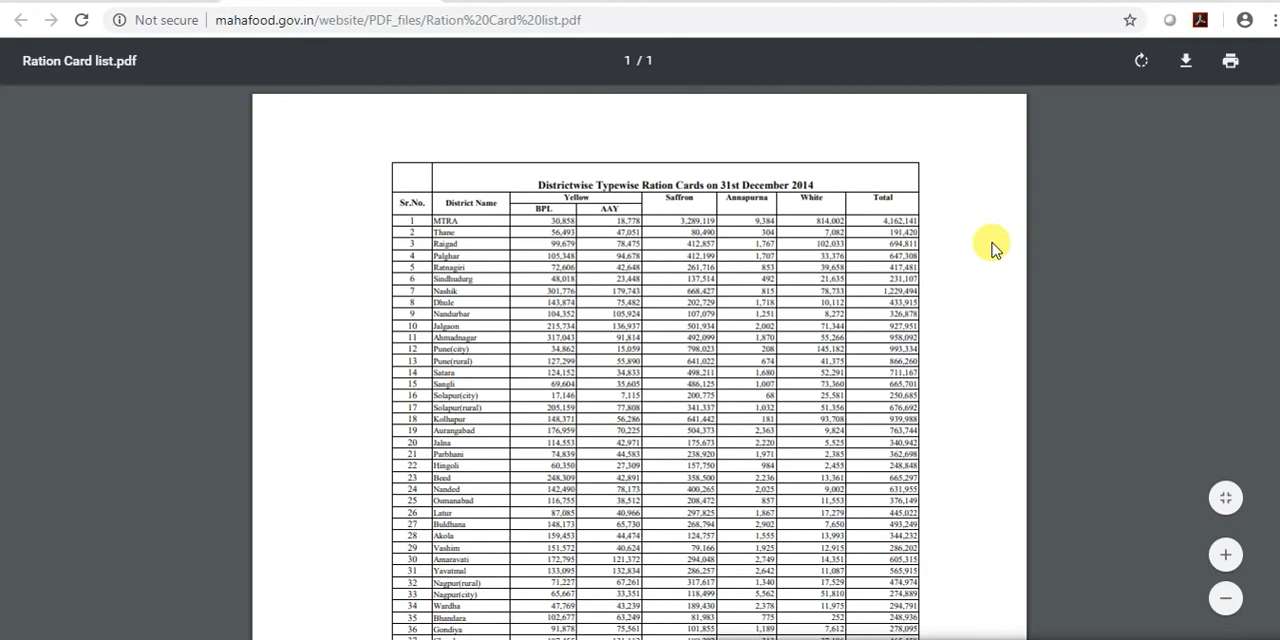 Not secure | mahafood.gov.in/website/PDF_files/Ration%20Card%20list.pdf
Ration Card list.pdf 1 / 1
Districtwise Typewise Ration Cards on 31st December 2014
Sr.No. District Name Yellow Saffron Annapurna White Total
BPL AAY
1 MTRA 30,858 18,778 3,289,119 9,384 814,002 4,162,141
2 Thane 56,493 47,051 80,490 304 7,082 191,420
3 Raigad 99,679 78,475 412,857 1,767 102,033 694,811
4 Palghar 105,348 94,678 412,199 1,707 33,376 647,308
5 Ratnagiri 72,606 42,648 261,716 853 39,658 417,481
6 Sindhudurg 48,018 23,448 137,514 492 21,635 231,107
7 Nashik 301,776 179,743 668,427 815 78,733 1,229,494
8 Dhule 143,874 75,482 202,729 1,718 10,112 433,915
9 Nandurbar 104,352 105,924 107,079 1,251 8,272 326,878
10 Jalgaon 215,734 136,937 501,934 2,002 71,344 927,951
11 Ahmadnagar 317,043 91,814 492,099 1,870 55,266 958,092
12 Pune(city) 34,862 15,059 798,023 208 145,182 993,334
13 Pune(rural) 127,299 55,890 641,022 674 41,375 866,260
14 Satara 124,152 34,833 498,211 1,680 52,291 711,167
15 Sangli 69,604 35,605 486,125 1,007 73,360 665,701
16 Solapur(city) 17,146 7,115 200,775 68 25,581 250,685
17 Solapur(rural) 205,159 77,808 341,337 1,032 51,356 676,692
18 Kolhapur 148,371 56,286 641,442 181 93,708 939,988
19 Aurangabad 176,959 70,225 504,373 2,363 9,824 763,744
20 Jalna 114,553 42,971 175,673 2,220 5,525 340,942
21 Parbhani 74,839 44,583 238,920 1,971 2,385 362,698
22 Hingoli 60,350 27,309 157,750 984 2,455 248,848
23 Beed 248,309 42,891 358,500 2,236 13,361 665,297
24 Nanded 142,490 78,173 400,265 2,025 9,002 631,955
25 Osmanabad 116,755 38,512 208,472 857 11,553 376,149
26 Latur 87,085 40,966 297,825 1,867 17,279 445,022
27 Buldhana 148,173 65,730 268,794 2,902 7,650 493,249
28 Akola 159,453 44,474 124,757 1,555 13,993 344,232
29 Vashim 151,572 40,624 79,166 1,925 12,915 286,202
30 Amaravati 172,795 121,372 294,048 2,749 14,351 605,315
31 Yavatmal 133,095 132,834 286,257 2,642 11,087 565,915
32 Nagpur(rural) 71,227 67,261 317,617 1,340 17,529 474,974
33 Nagpur(city) 65,667 33,351 118,499 5,562 51,810 274,889
34 Wardha 47,769 43,239 189,430 2,378 11,975 294,791
35 Bhandara 102,677 63,249 81,983 775 252 248,936
36 Gondiya 91,878 75,561 101,855 1,189 7,612 278,095